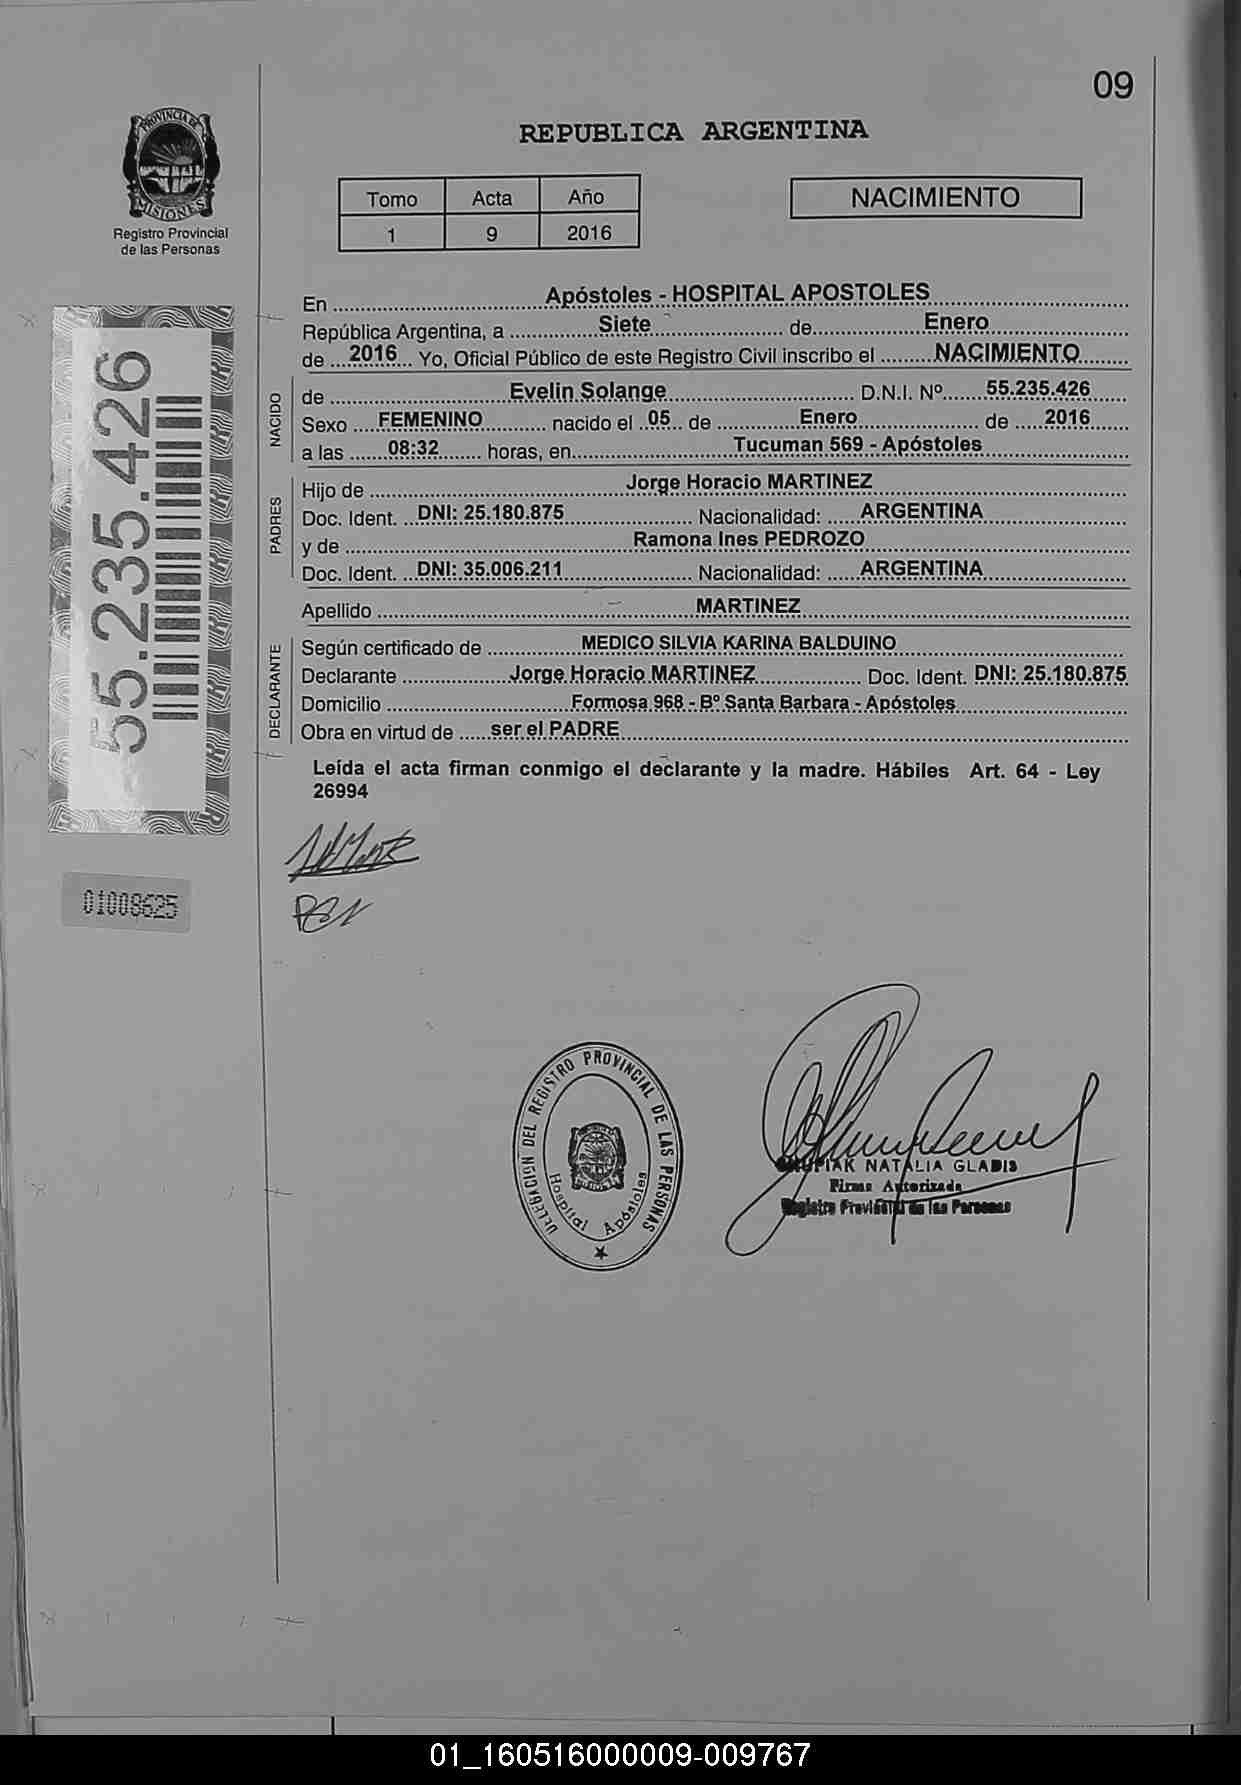 09
PROVINCIA DE
MISIONES
Registro Provincial
de las Personas
REPUBLICA ARGENTINA
Tomo Acta Año
1 9 2016
NACIMIENTO
55.235.426
01008625
En Apóstoles - HOSPITAL APOSTOLES
República Argentina, a Siete de Enero
de 2016 Yo, Oficial Público de este Registro Civil inscribo el NACIMIENTO
NACIDO
de Evelin Solange D.N.I. Nº 55.235.426
Sexo FEMENINO nacido el 05 de Enero de 2016
a las 08:32 horas, en Tucuman 569 - Apóstoles
PADRES
Hijo de Jorge Horacio MARTINEZ
Doc. Ident. DNI: 25.180.875 Nacionalidad: ARGENTINA
y de Ramona Ines PEDROZO
Doc. Ident. DNI: 35.006.211 Nacionalidad: ARGENTINA
Apellido MARTINEZ
DECLARANTE
Según certificado de MEDICO SILVIA KARINA BALDUINO
Declarante Jorge Horacio MARTINEZ Doc. Ident. DNI: 25.180.875
Domicilio Formosa 968 - Bº Santa Barbara - Apóstoles
Obra en virtud de ser el PADRE
Leída el acta firman conmigo el declarante y la madre. Hábiles Art. 64 - Ley
26994
DELEGACION DEL REGISTRO PROVINCIAL DE LAS PERSONAS
Hospital Apóstoles
NATALIA GLADIS
Firma Autorizada
Registro Provincial de las Personas
01_160516000009-009767